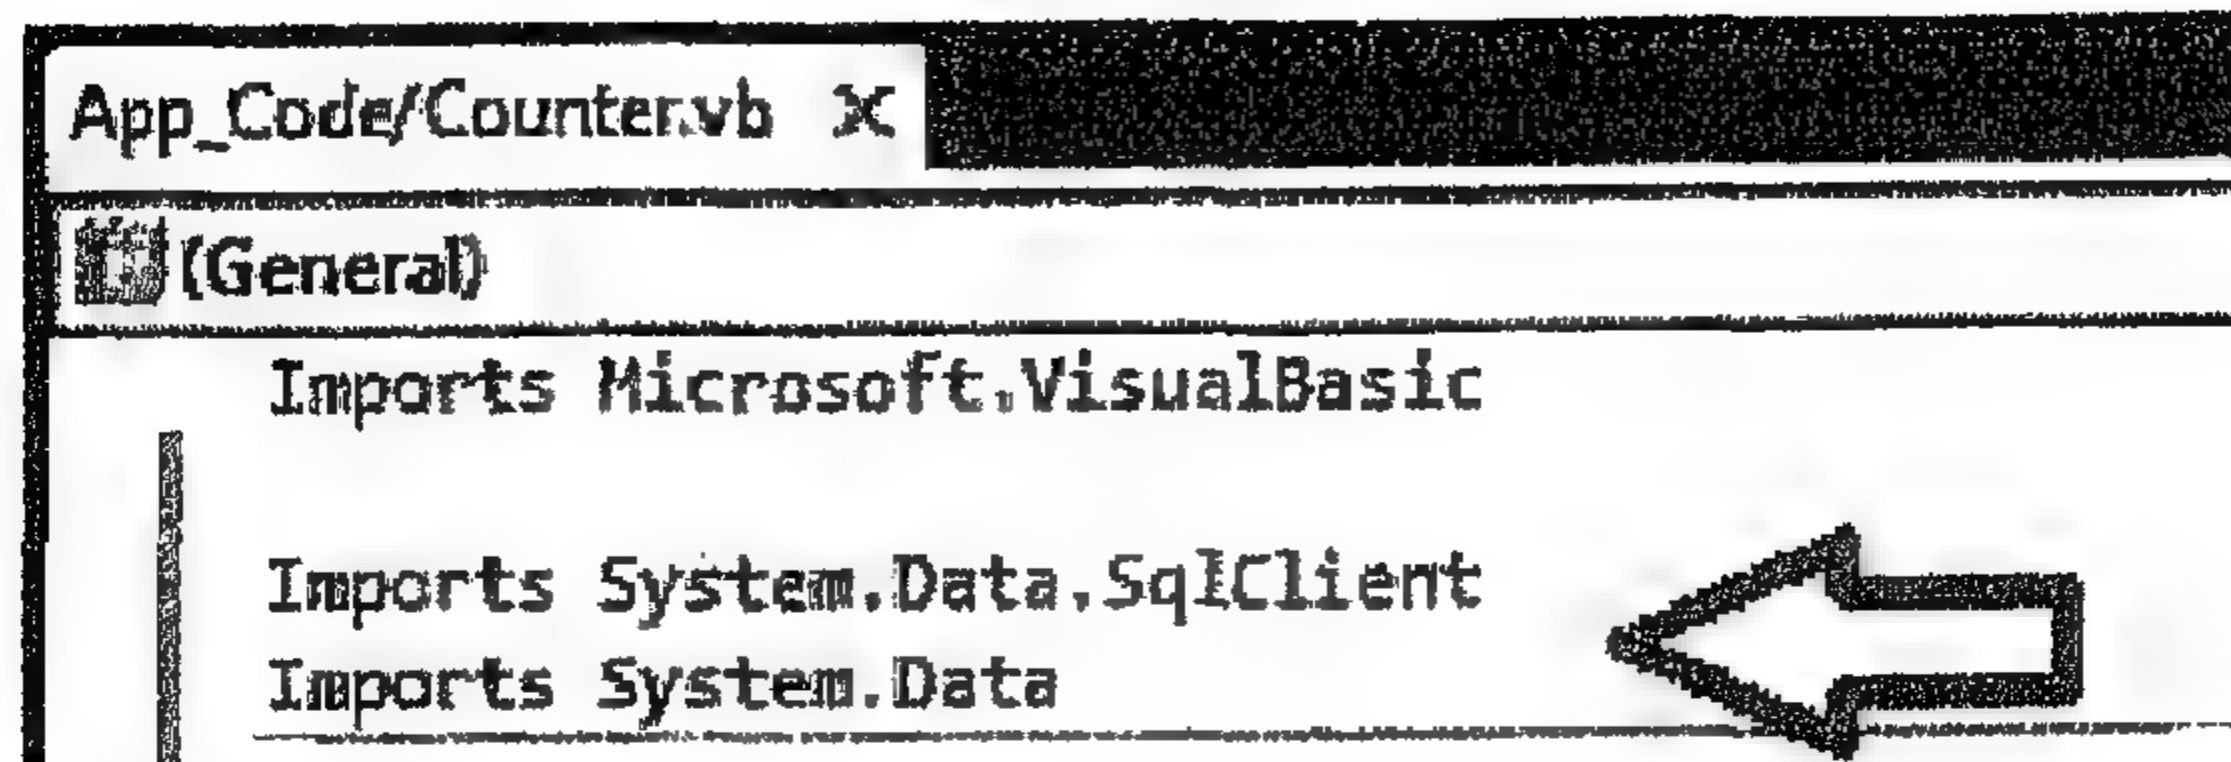 App_Code/Counter.vb X
(General)
Imports Microsoft.VisualBasic
Imports System.Data.SqlClient
Imports System.Data